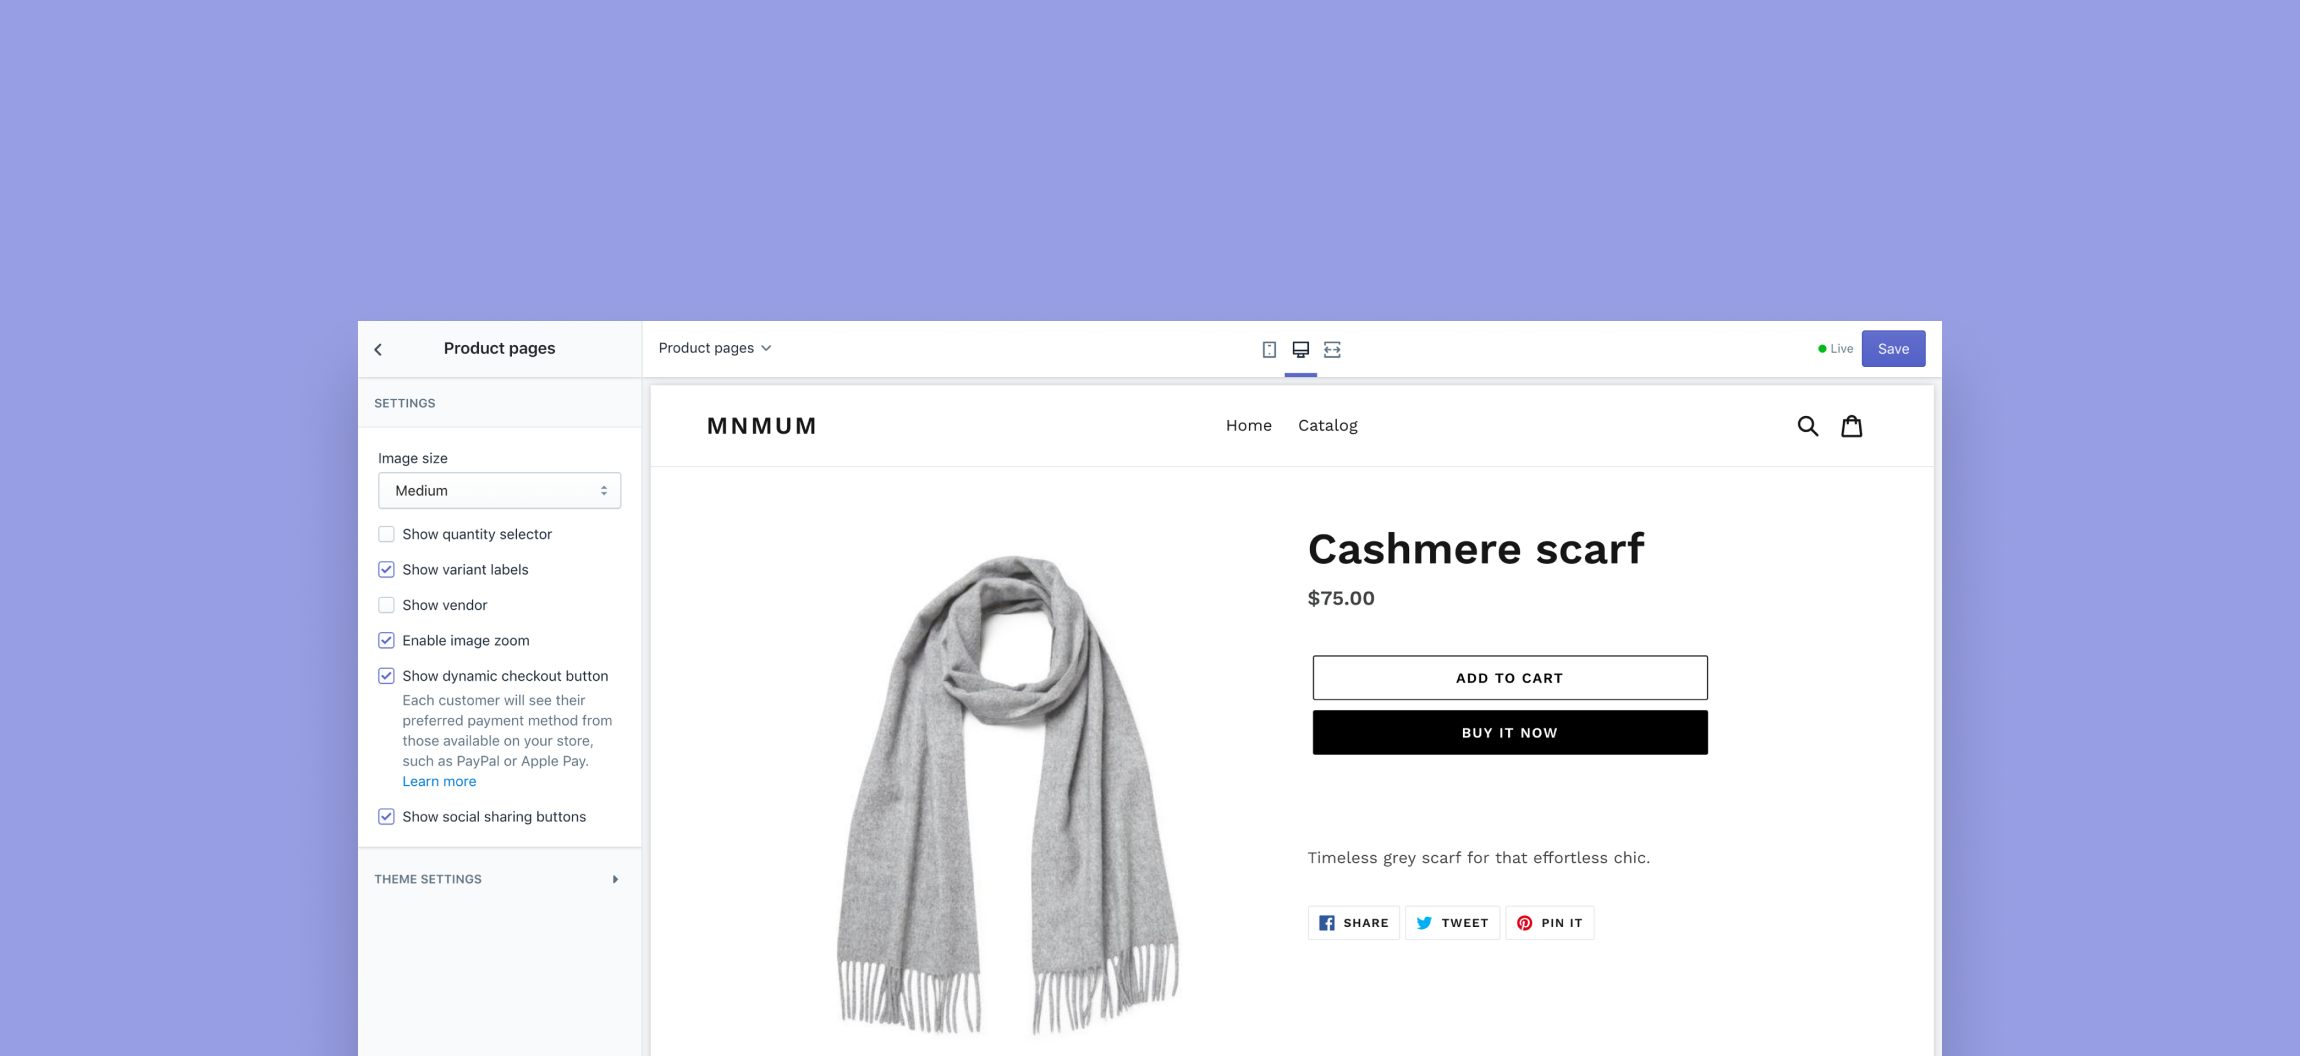 Product pages
Product pages
Live
Save
SETTINGS
Image size
Medium
Show quantity selector
Show variant labels
Show vendor
Enable image zoom
Show dynamic checkout button
Each customer will see their
preferred payment method from
those available on your store,
such as PayPal or Apple Pay.
Learn more
Show social sharing buttons
THEME SETTINGS
MNMUM
Home
Catalog
Cashmere scarf
$75.00
ADD TO CART
BUY IT NOW
Timeless grey scarf for that effortless chic.
SHARE
TWEET
PIN IT